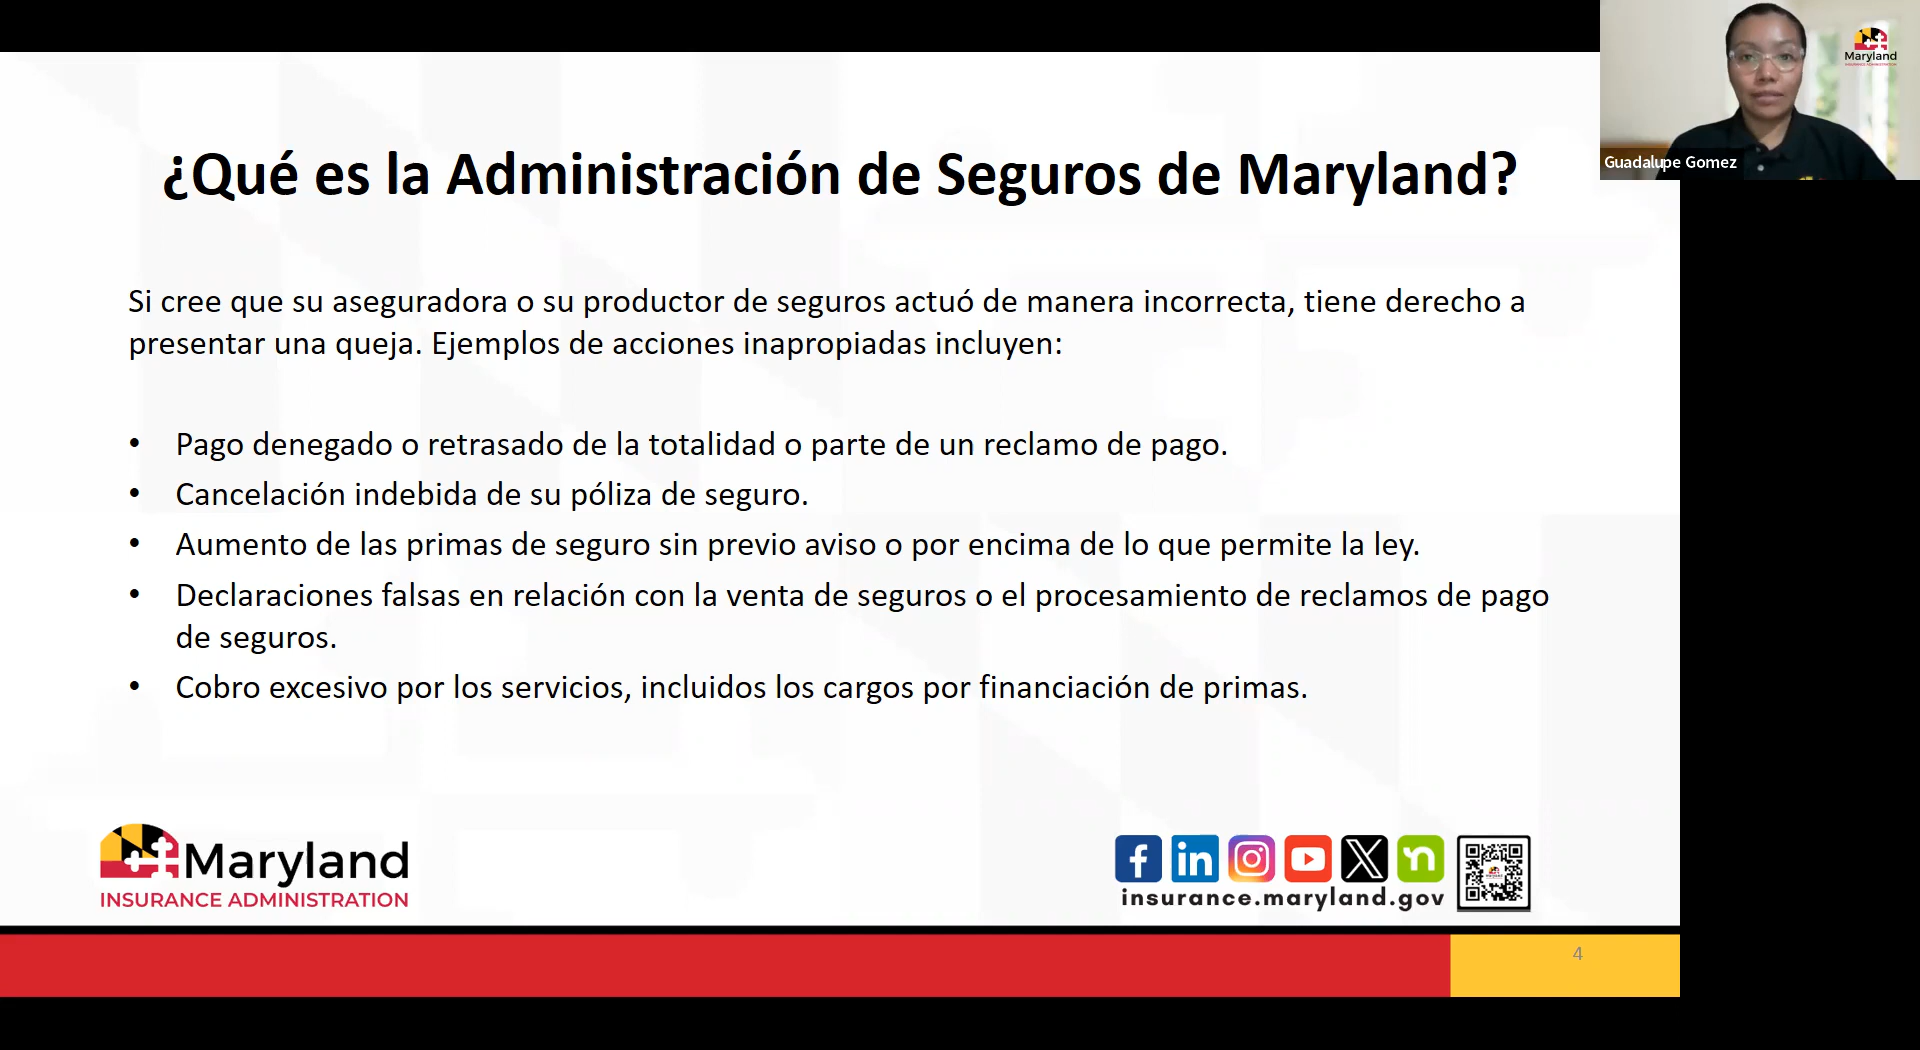 ¿Qué es la Administración de Seguros de Maryland?
Si cree que su aseguradora o su productor de seguros actuó de manera incorrecta, tiene derecho a
presentar una queja. Ejemplos de acciones inapropiadas incluyen:
• Pago denegado o retrasado de la totalidad o parte de un reclamo de pago.
• Cancelación indebida de su póliza de seguro.
• Aumento de las primas de seguro sin previo aviso o por encima de lo que permite la ley.
• Declaraciones falsas en relación con la venta de seguros o el procesamiento de reclamos de pago
de seguros.
• Cobro excesivo por los servicios, incluidos los cargos por financiación de primas.
Maryland
INSURANCE ADMINISTRATION
insurance.maryland.gov
4
Maryland
INSURANCE ADMINISTRATION
Guadalupe Gomez